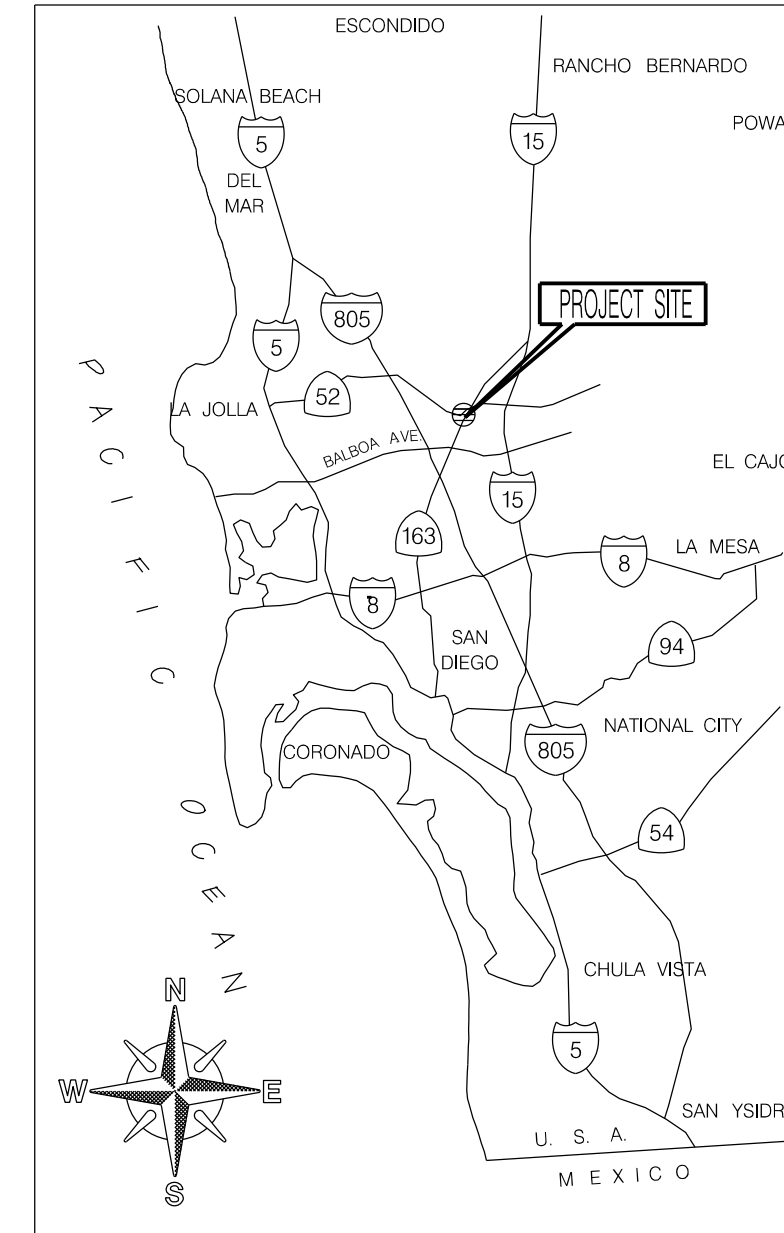 ESCONDIDO
RANCHO BERNARDO
SOLANA BEACH
POWA
5
15
DEL
MAR
PROJECT SITE
805
5
52
LA JOLLA
BALBOA AVE.
EL CAJO
15
163
LA MESA
8
8
SAN
DIEGO
94
NATIONAL CITY
805
CORONADO
54
PACIFIC OCEAN
CHULA VISTA
N
W
E
S
5
SAN YSIDR
U. S. A.
MEXICO